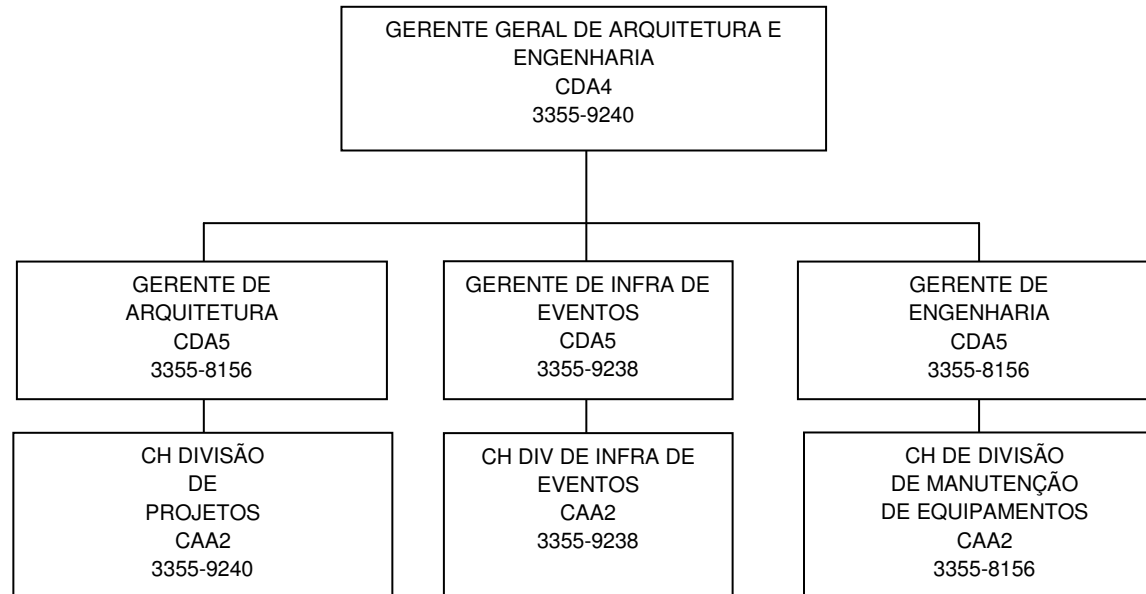 GERENTE GERAL DE ARQUITETURA E
ENGENHARIA
CDA4
3355-9240
GERENTE DE
ARQUITETURA
CDA5
3355-8156
GERENTE DE INFRA DE
EVENTOS
CDA5
3355-9238
GERENTE DE
ENGENHARIA
CDA5
3355-8156
CH DIVISÃO
DE
PROJETOS
CAA2
3355-9240
CH DIV DE INFRA DE
EVENTOS
CAA2
3355-9238
CH DE DIVISÃO
DE MANUTENÇÃO
DE EQUIPAMENTOS
CAA2
3355-8156